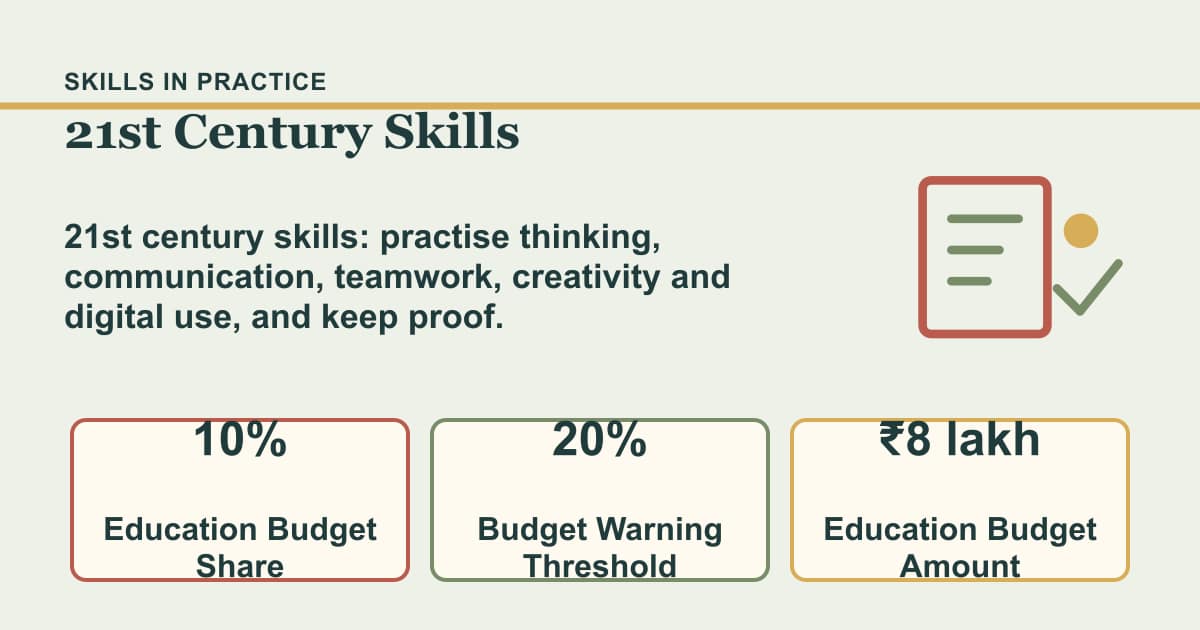 SKILLS IN PRACTICE
21st Century Skills
21st century skills: practise thinking,
communication, teamwork, creativity and
digital use, and keep proof.
10%
Education Budget
Share
20%
Budget Warning
Threshold
₹8 lakh
Education Budget
Amount